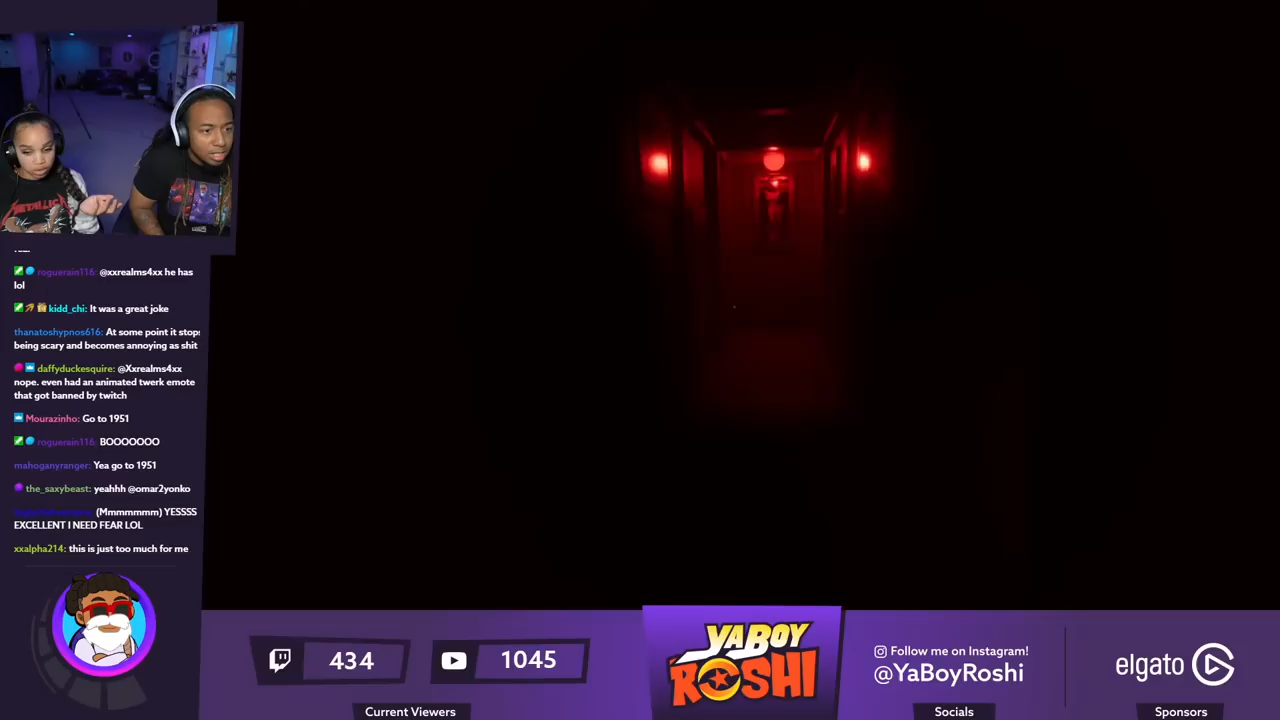 METALLICA
roguerain116: @xxrealms4xx he has
lol
kidd_chi: It was a great joke
thanatoshypnos616: At some point it stops
being scary and becomes annoying as shit
daffyduckesquire: @Xxrealms4xx
nope. even had an animated twerk emote
that got banned by twitch
Mourazinho: Go to 1951
roguerain116: BOOOOOOO
mahoganyranger: Yea go to 1951
the_saxybeast: yeahhh @omar2yonko
(Mmmmmmm) YESSSS
EXCELLENT I NEED FEAR LOL
xxalpha214: this is just too much for me
434
1045
Current Viewers
YABOY
ROSHI
Follow me on Instagram!
@YaBoyRoshi
Socials
elgato
Sponsors